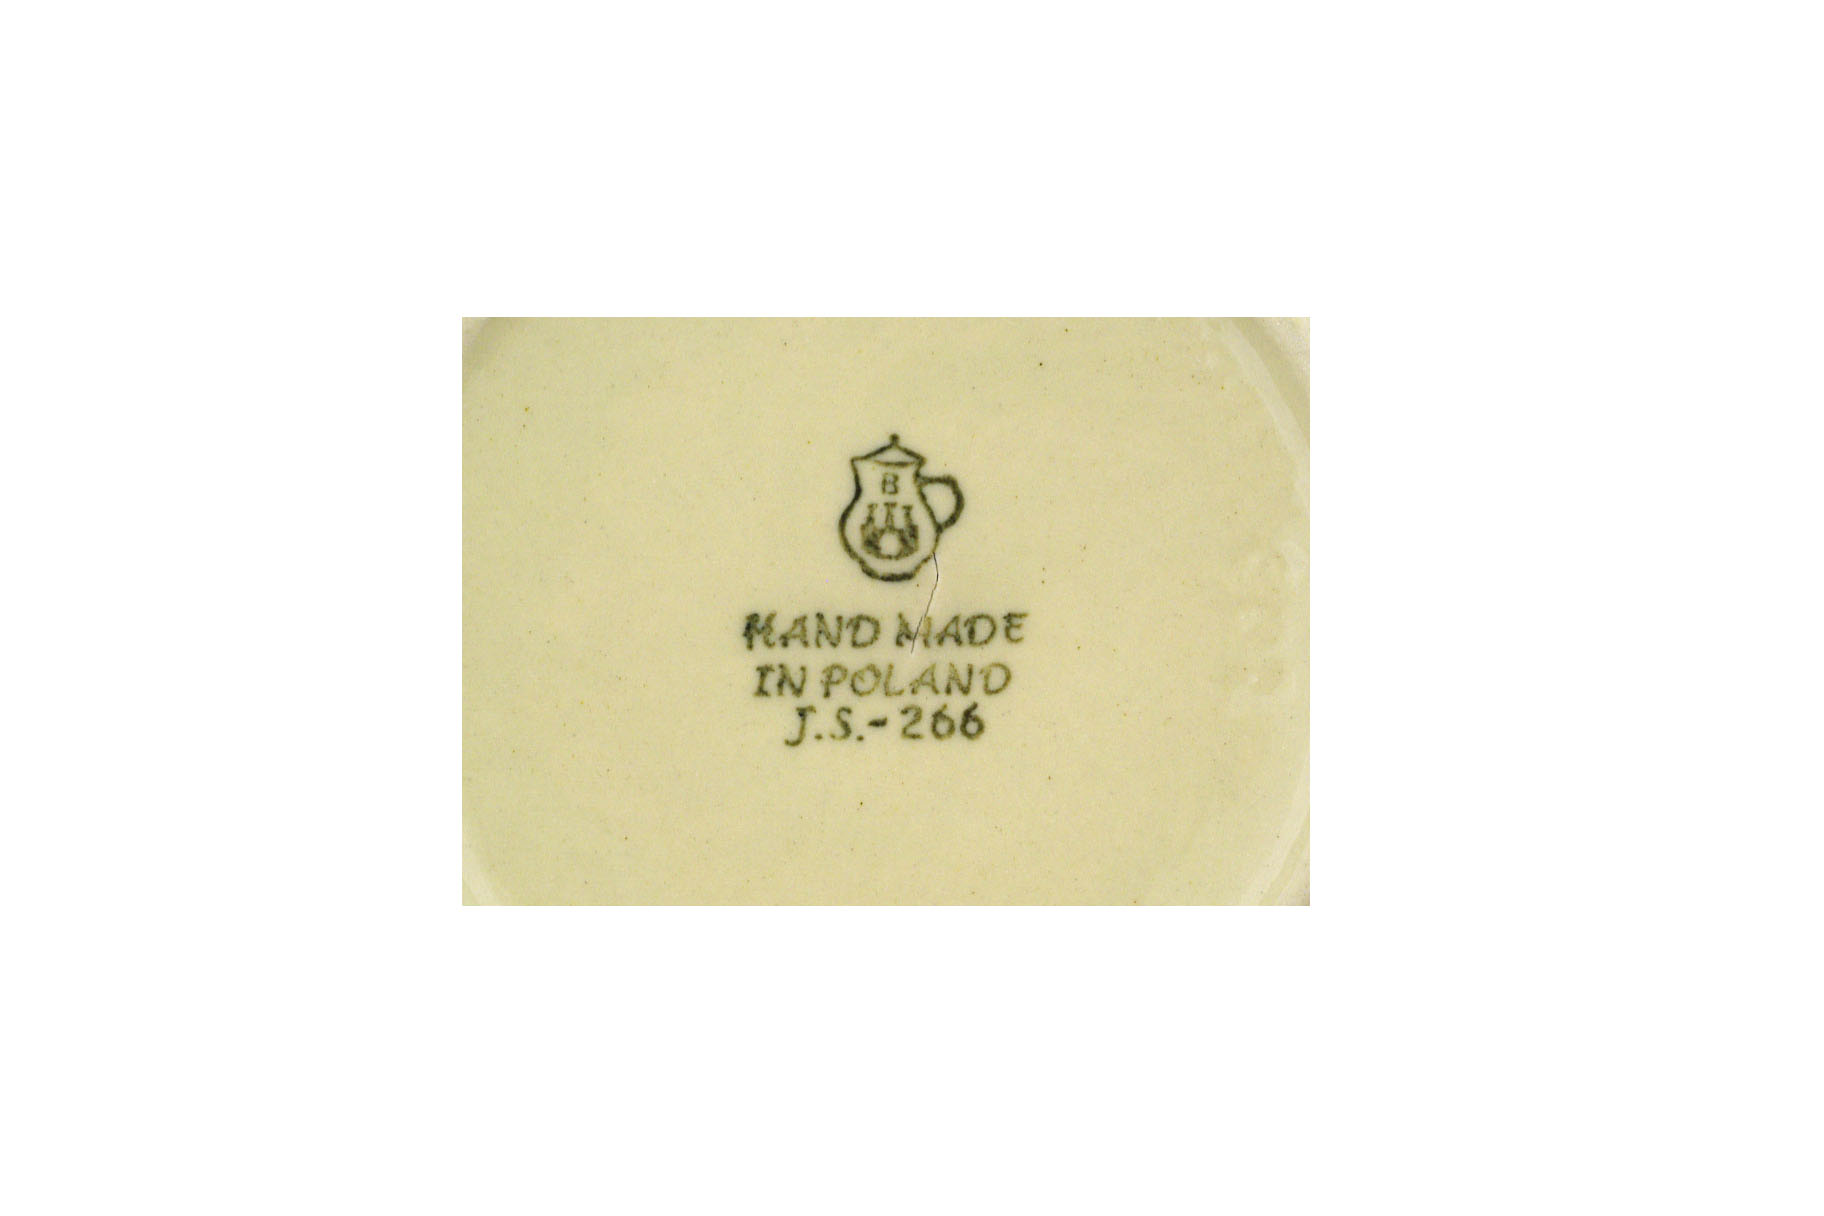 B
HAND MADE
IN POLAND
J.S.-266